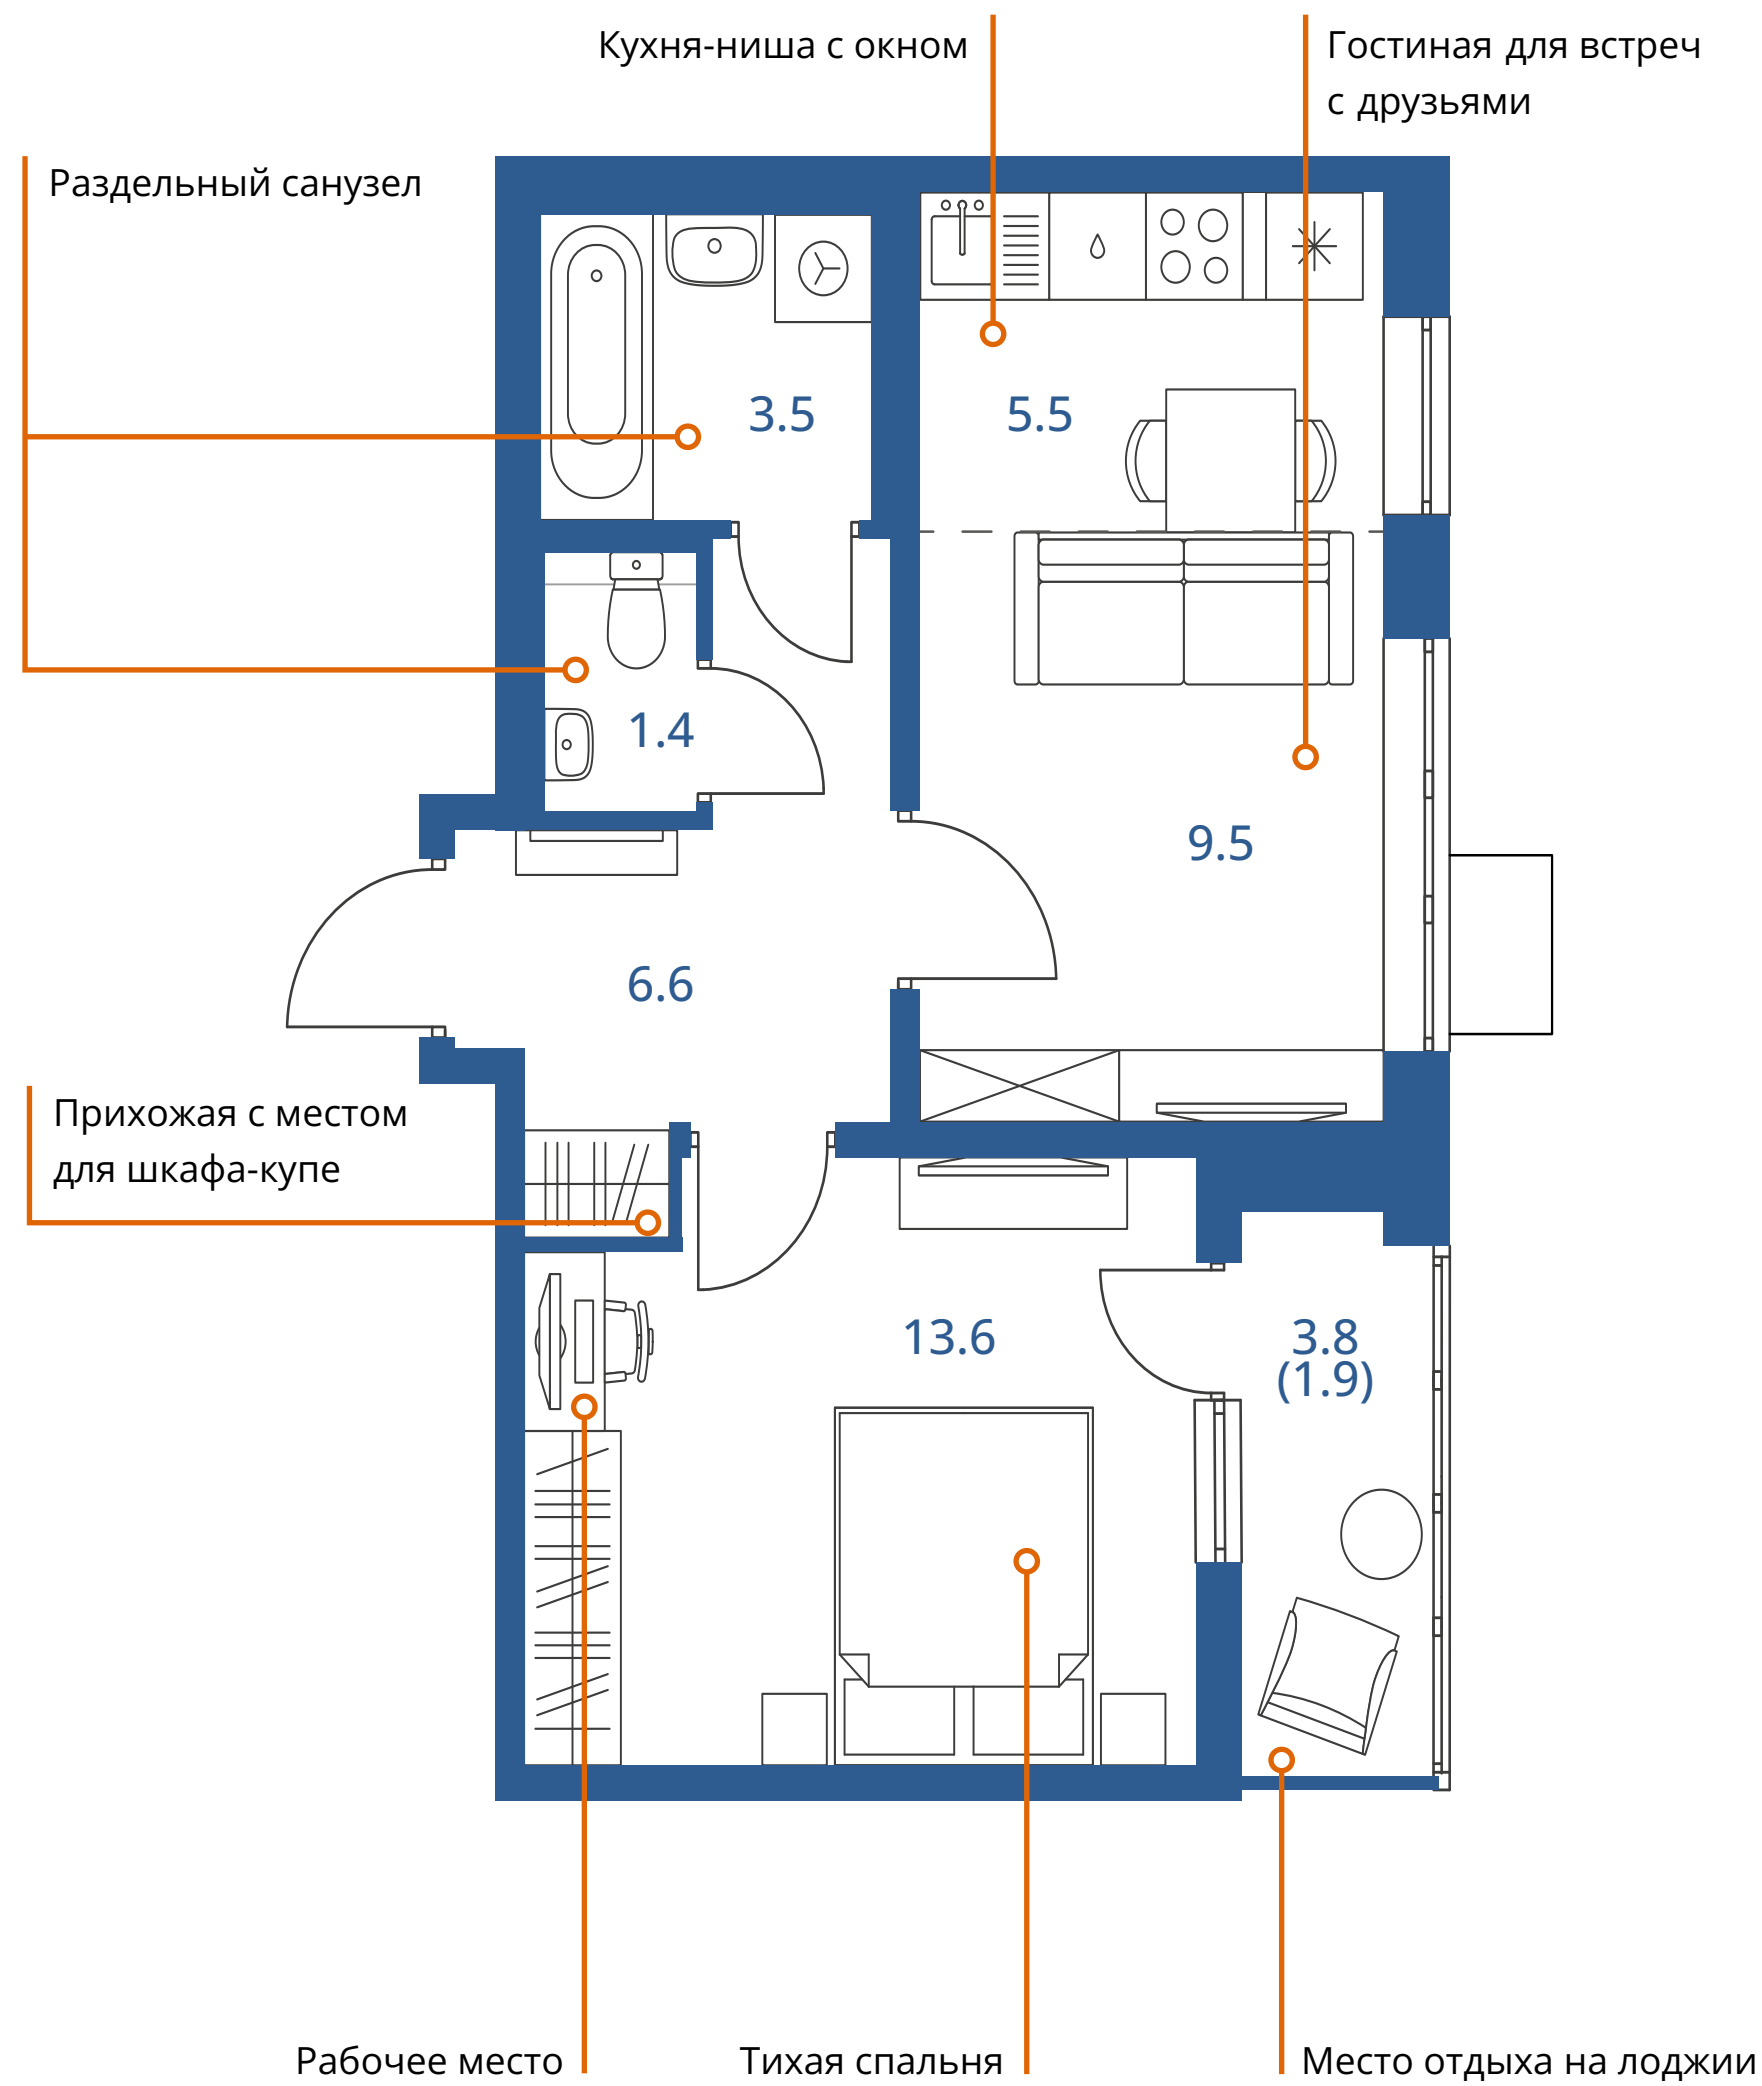 Кухня-ниша с окном
Гостиная для встреч
с друзьями
Раздельный санузел
3.5
5.5
1.4
9.5
6.6
Прихожая с местом
для шкафа-купе
13.6
3.8
(1.9)
Рабочее место
Тихая спальня
Место отдыха на лоджии